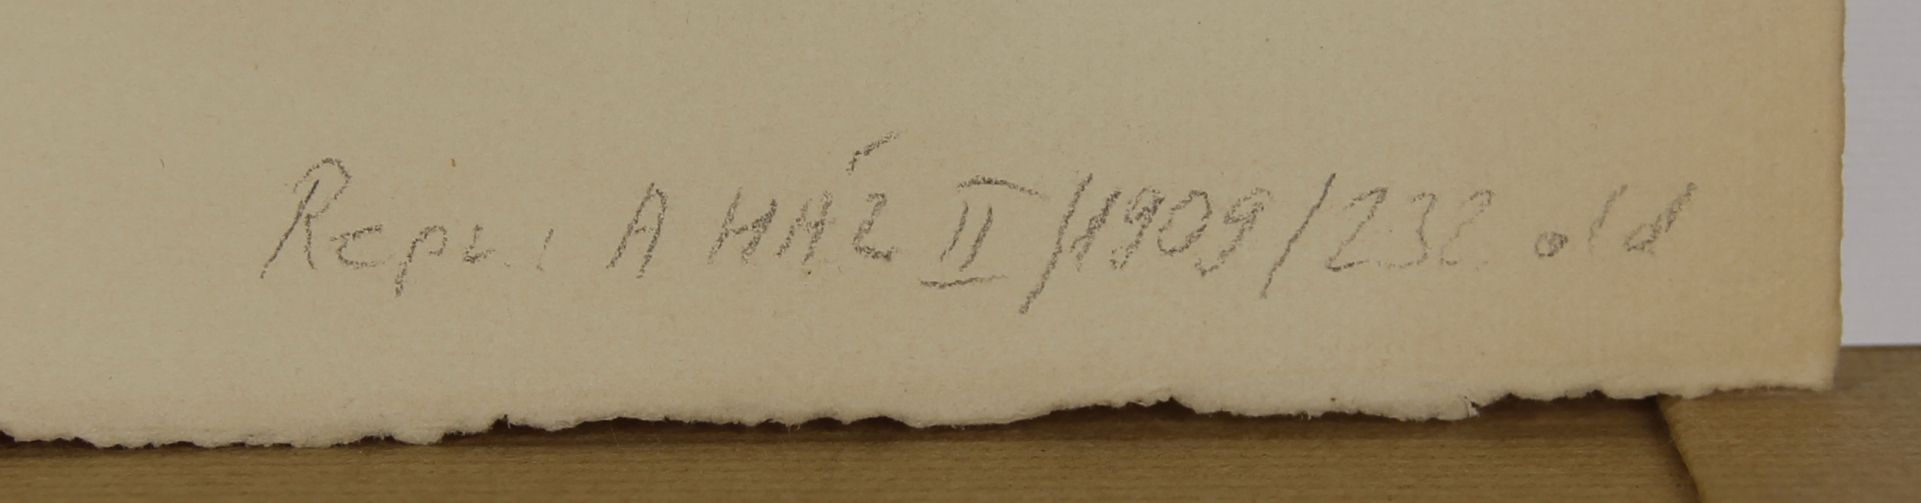 Repr: A HÁZ II/1909/232 old